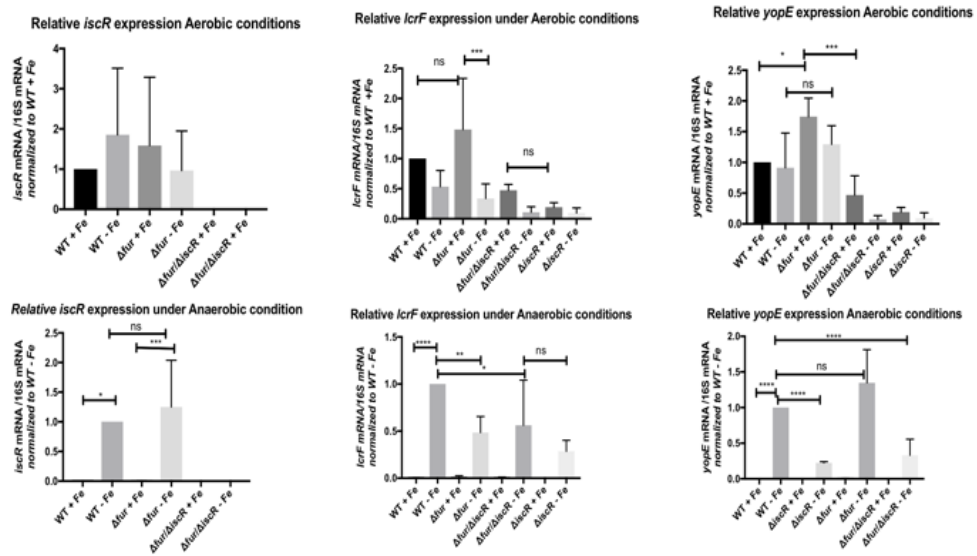 Relative iscR expression Aerobic conditions
iscR mRNA /16S mRNA
normalized to WT + Fe
4
3
2
1
0
WT + Fe
WT - Fe
Δfur + Fe
Δfur - Fe
Δfur/ΔiscR + Fe
Δfur/ΔiscR + Fe
Relative lcrF expression under Aerobic conditions
lcrF mRNA/16S mRNA
normalized to WT +Fe
2.5
2.0
1.5
1.0
0.5
0.0
ns
***
ns
WT + Fe
WT - Fe
Δfur + Fe
Δfur - Fe
Δfur/ΔiscR + Fe
Δfur/ΔiscR - Fe
ΔiscR + Fe
ΔiscR - Fe
Relative yopE expression Aerobic conditions
yopE mRNA /16S mRNA
normalized to WT + Fe
2.5
2.0
1.5
1.0
0.5
0.0
*
***
ns
WT + Fe
WT - Fe
Δfur + Fe
Δfur - Fe
Δfur/ΔiscR + Fe
Δfur/ΔiscR - Fe
ΔiscR + Fe
ΔiscR - Fe
Relative iscR expression under Anaerobic condition
iscR mRNA /16S mRNA
normalized to WT - Fe
2.5
2.0
1.5
1.0
0.5
0.0
ns
***
*
WT + Fe
WT - Fe
Δfur + Fe
Δfur - Fe
Δfur/ΔiscR + Fe
Δfur/ΔiscR - Fe
Relative lcrF expression under Anaerobic conditions
lcrF mRNA/16S mRNA
normalized to WT - Fe
1.5
1.0
0.5
0.0
****
**
*
ns
WT + Fe
WT - Fe
Δfur + Fe
Δfur - Fe
Δfur/ΔiscR + Fe
Δfur/ΔiscR - Fe
ΔiscR + Fe
ΔiscR - Fe
Relative yopE expression Anaerobic conditions
yopE mRNA /16S mRNA
normalized to WT - Fe
2.0
1.5
1.0
0.5
0.0
****
ns
****
****
WT + Fe
WT - Fe
ΔiscR + Fe
ΔiscR - Fe
Δfur + Fe
Δfur - Fe
Δfur/ΔiscR + Fe
Δfur/ΔiscR - Fe